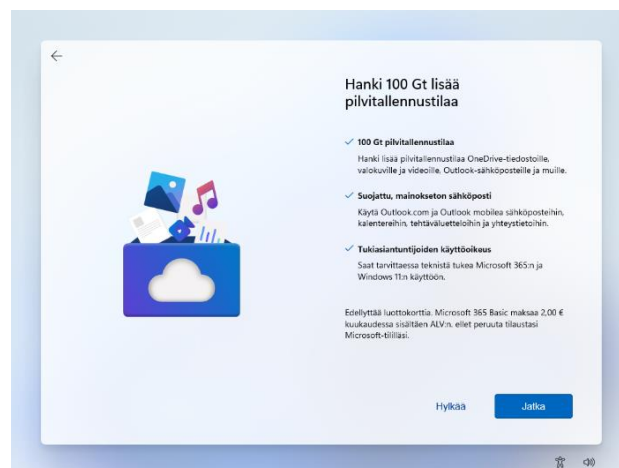 Hanki 100 Gt lisää
pilvitallennustilaa
100 Gt pilvitallennustilaa
Hanki lisää pilvitallennustilaa OneDrive-tiedostoille,
valokuville ja videoille, Outlook-sähköposteille ja muille.
Suojattu, mainokseton sähköposti
Käytä Outlook.com ja Outlook mobilea sähköposteihin,
kalentereihin, tehtäväluetteloihin ja yhteystietoihin.
Tukiasiantuntijoiden käyttöoikeus
Saat tarvittaessa teknistä tukea Microsoft 365:n ja
Windows 11:n käyttöön.
Edellyttää luottokorttia. Microsoft 365 Basic maksaa 2,00 €
kuukaudessa sisältäen ALV:n. ellet peruuta tilaustasi
Microsoft-tililläsi.
Hylkää
Jatka